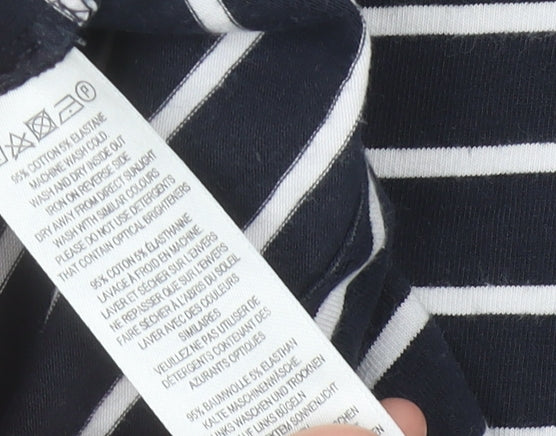 P
95% COTTON 5% ELASTANE
MACHINE WASH COLD
WASH AND DRY INSIDE OUT
IRON ON REVERSE SIDE
DRY AWAY FROM DIRECT SUNLIGHT
WASH WITH SIMILAR COLOURS
PLEASE DO NOT USE DETERGENTS
THAT CONTAIN OPTICAL BRIGHTENERS
95% COTON 5% ÉLASTHANNE
LAVAGE À FROID EN MACHINE
LAVER ET SÉCHER SUR L'ENVERS
NE REPASSER QUE SUR L'ENVERS
FAIRE SÉCHER À L'ABRI DU SOLEIL
LAVER AVEC DES COULEURS
SIMILAIRES
VEUILLEZ NE PAS UTILISER DE
DÉTERGENTS CONTENANT DES
AZURANTS OPTIQUES
95% BAUMWOLLE 5% ELASTHAN
KALTE MASCHINENWÄSCHE
LINKS WASCHEN UND TROCKNEN
LINKS BÜGELN
SONNENLICHT